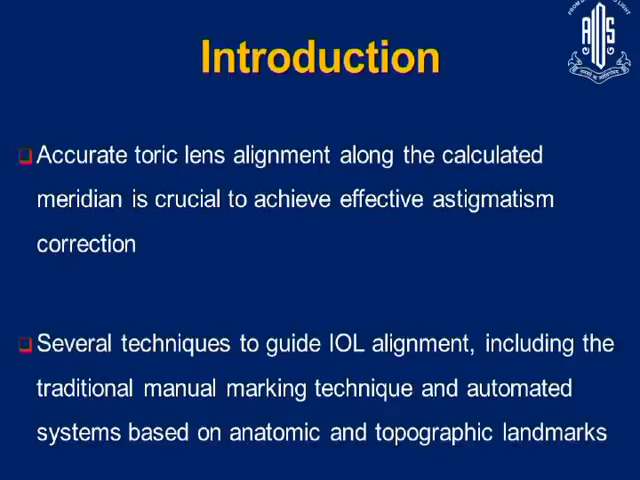 Introduction
Accurate toric lens alignment along the calculated
meridian is crucial to achieve effective astigmatism
correction
Several techniques to guide IOL alignment, including the
traditional manual marking technique and automated
systems based on anatomic and topographic landmarks